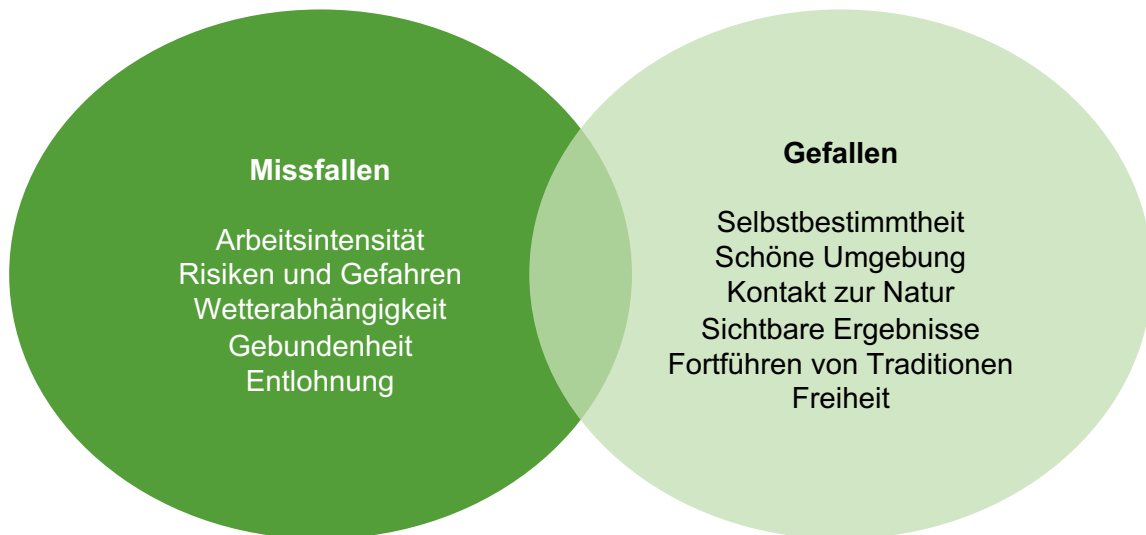 Missfallen
Arbeitsintensität
Risiken und Gefahren
Wetterabhängigkeit
Gebundenheit
Entlohnung
Gefallen
Selbstbestimmtheit
Schöne Umgebung
Kontakt zur Natur
Sichtbare Ergebnisse
Fortführen von Traditionen
Freiheit